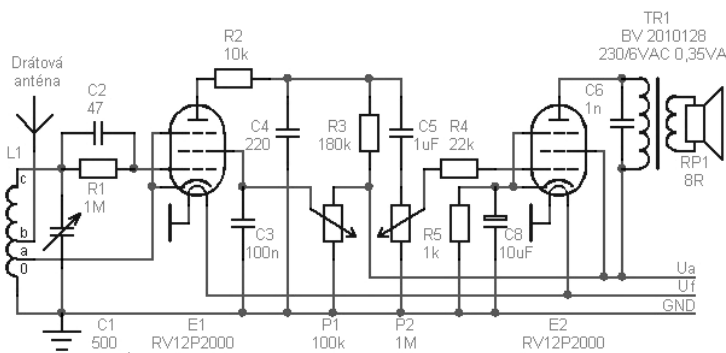 TR1
BV 2010128
230/6VAC 0,35VA
R2
10k
Drátová
anténa
C2
47
C6
1n
C4
220
R3
180k
C5
1uF
R4
22k
L1
c
b
a
0
R1
1M
RP1
8R
C3
100n
R5
1k
C8
10uF
Ua
Uf
GND
C1
500
E1
RV12P2000
P1
100k
P2
1M
E2
RV12P2000